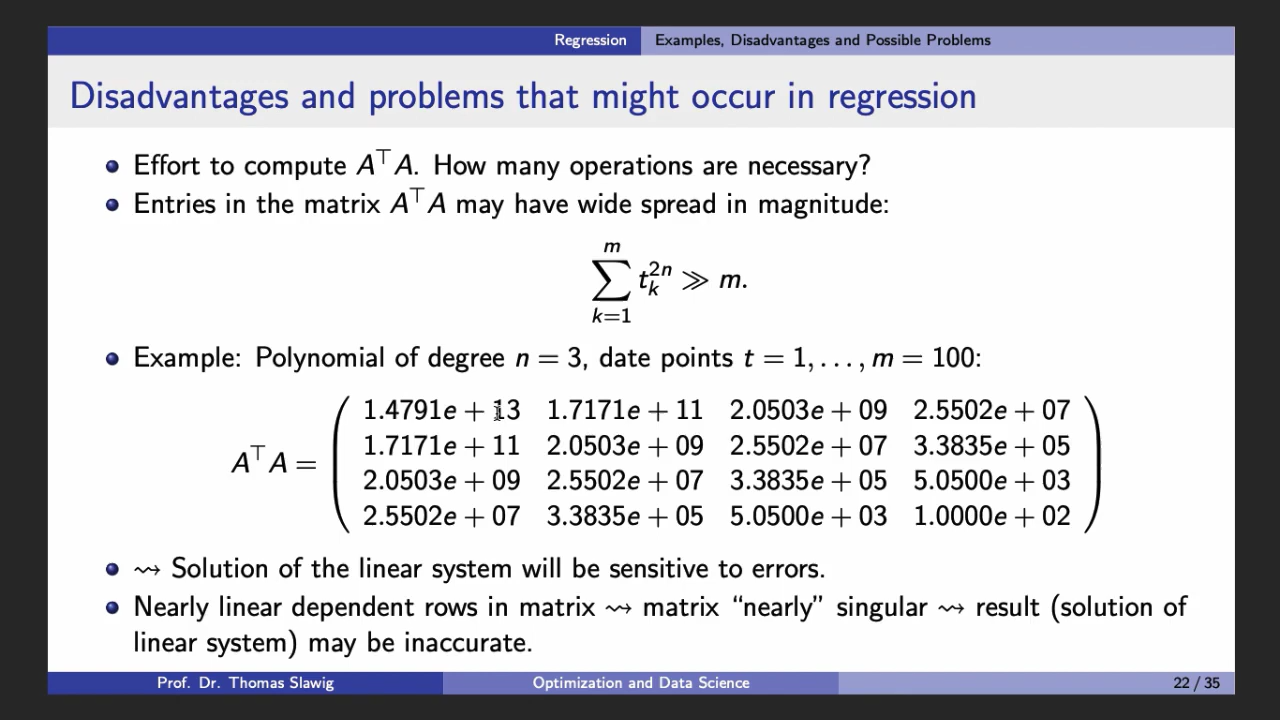 Regression Examples, Disadvantages and Possible Problems
Disadvantages and problems that might occur in regression
• Effort to compute A⊤A. How many operations are necessary?
• Entries in the matrix A⊤A may have wide spread in magnitude:
m
∑ t_k^{2n} ≫ m.
k=1
• Example: Polynomial of degree n = 3, date points t = 1, . . . , m = 100:
1.4791e + 13 1.7171e + 11 2.0503e + 09 2.5502e + 07
1.7171e + 11 2.0503e + 09 2.5502e + 07 3.3835e + 05
A⊤A =
2.0503e + 09 2.5502e + 07 3.3835e + 05 5.0500e + 03
2.5502e + 07 3.3835e + 05 5.0500e + 03 1.0000e + 02
• ⇝ Solution of the linear system will be sensitive to errors.
• Nearly linear dependent rows in matrix ⇝ matrix “nearly” singular ⇝ result (solution of
linear system) may be inaccurate.
Prof. Dr. Thomas Slawig Optimization and Data Science 22 / 35